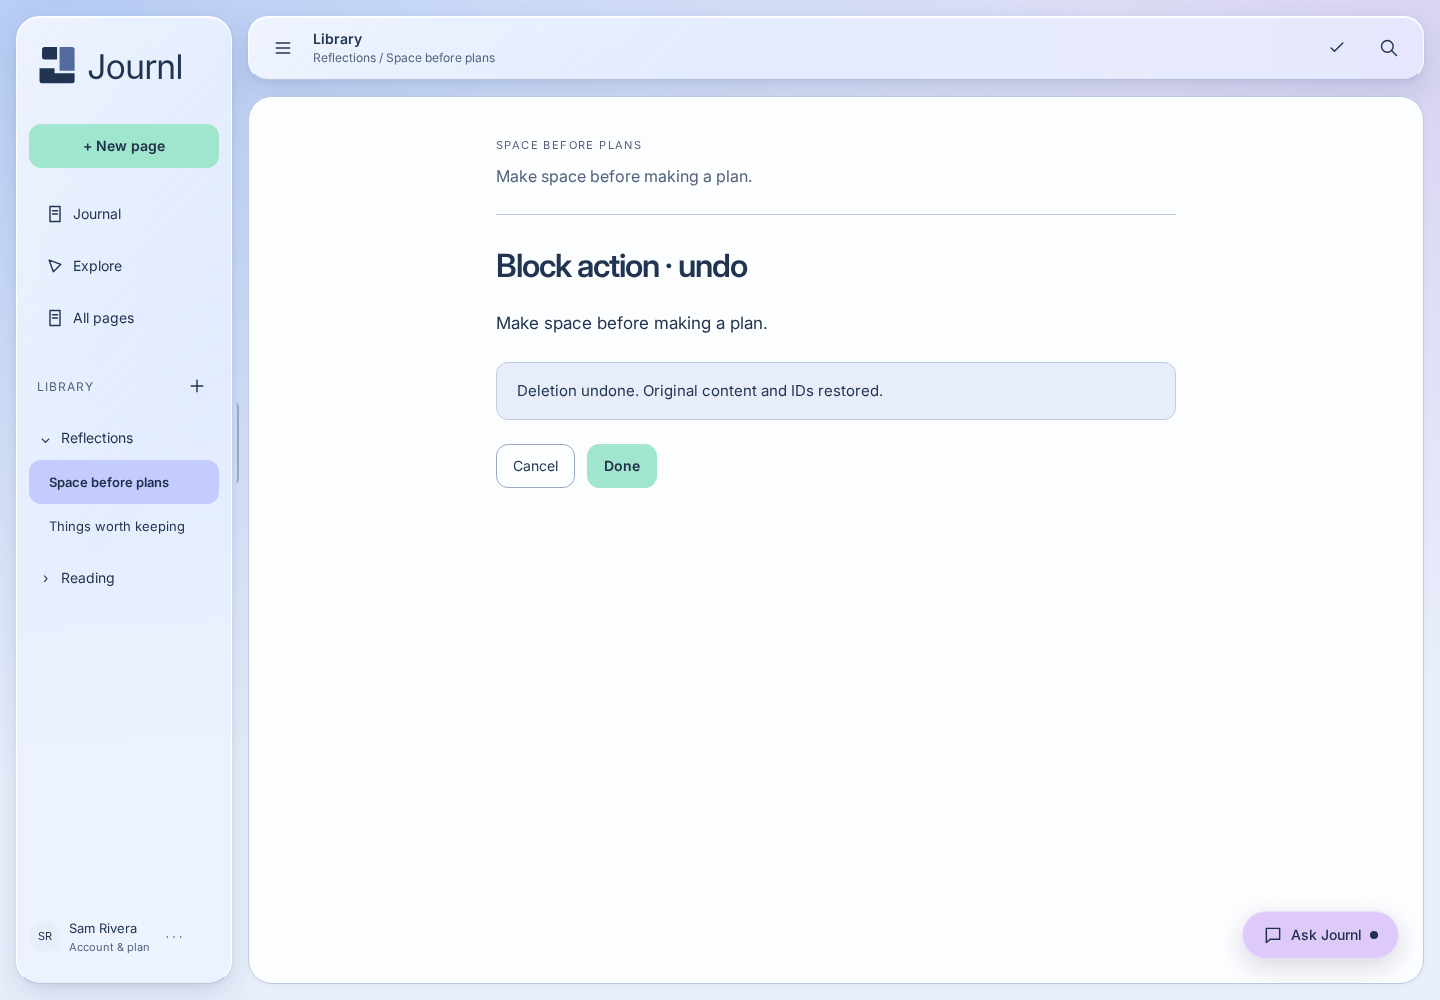 Journl
+ New page
Journal
Explore
All pages
LIBRARY
Reflections
Space before plans
Things worth keeping
Reading
SR
Sam Rivera
Account & plan
...
Library
Reflections / Space before plans
SPACE BEFORE PLANS
Make space before making a plan.
Block action · undo
Make space before making a plan.
Deletion undone. Original content and IDs restored.
Cancel
Done
Ask Journl